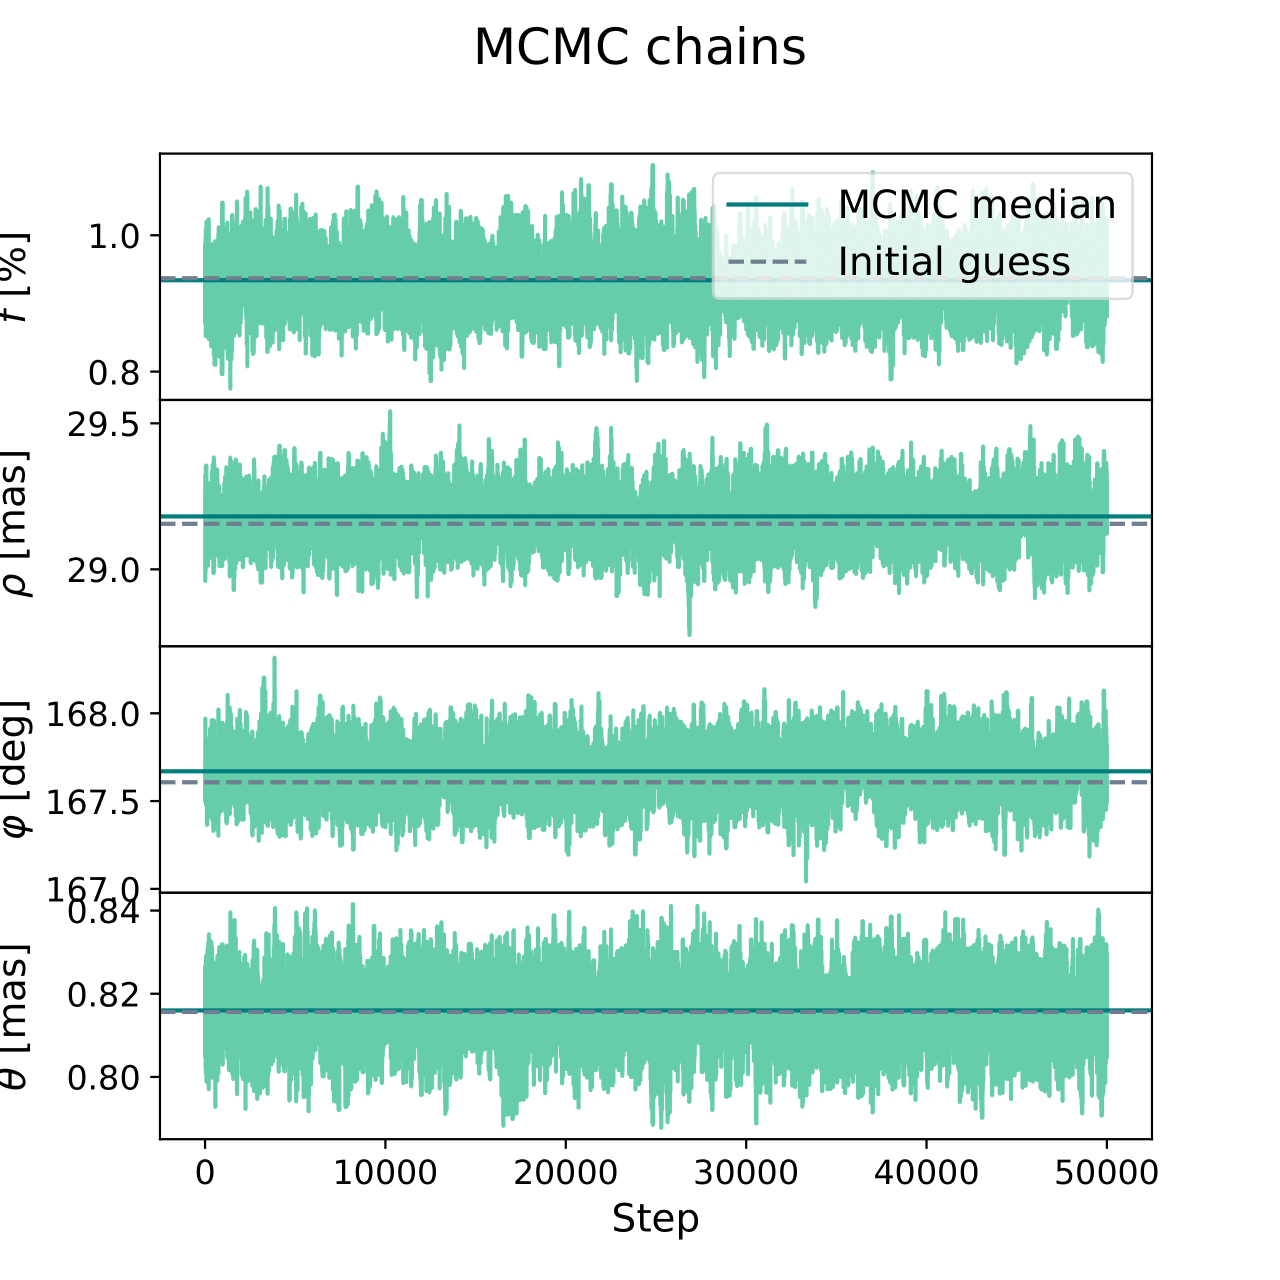 MCMC chains
MCMC median
Initial guess
f [%]
1.0
0.8
ρ [mas]
29.5
29.0
φ [deg]
168.0
167.5
167.0
θ [mas]
0.84
0.82
0.80
0 10000 20000 30000 40000 50000
Step